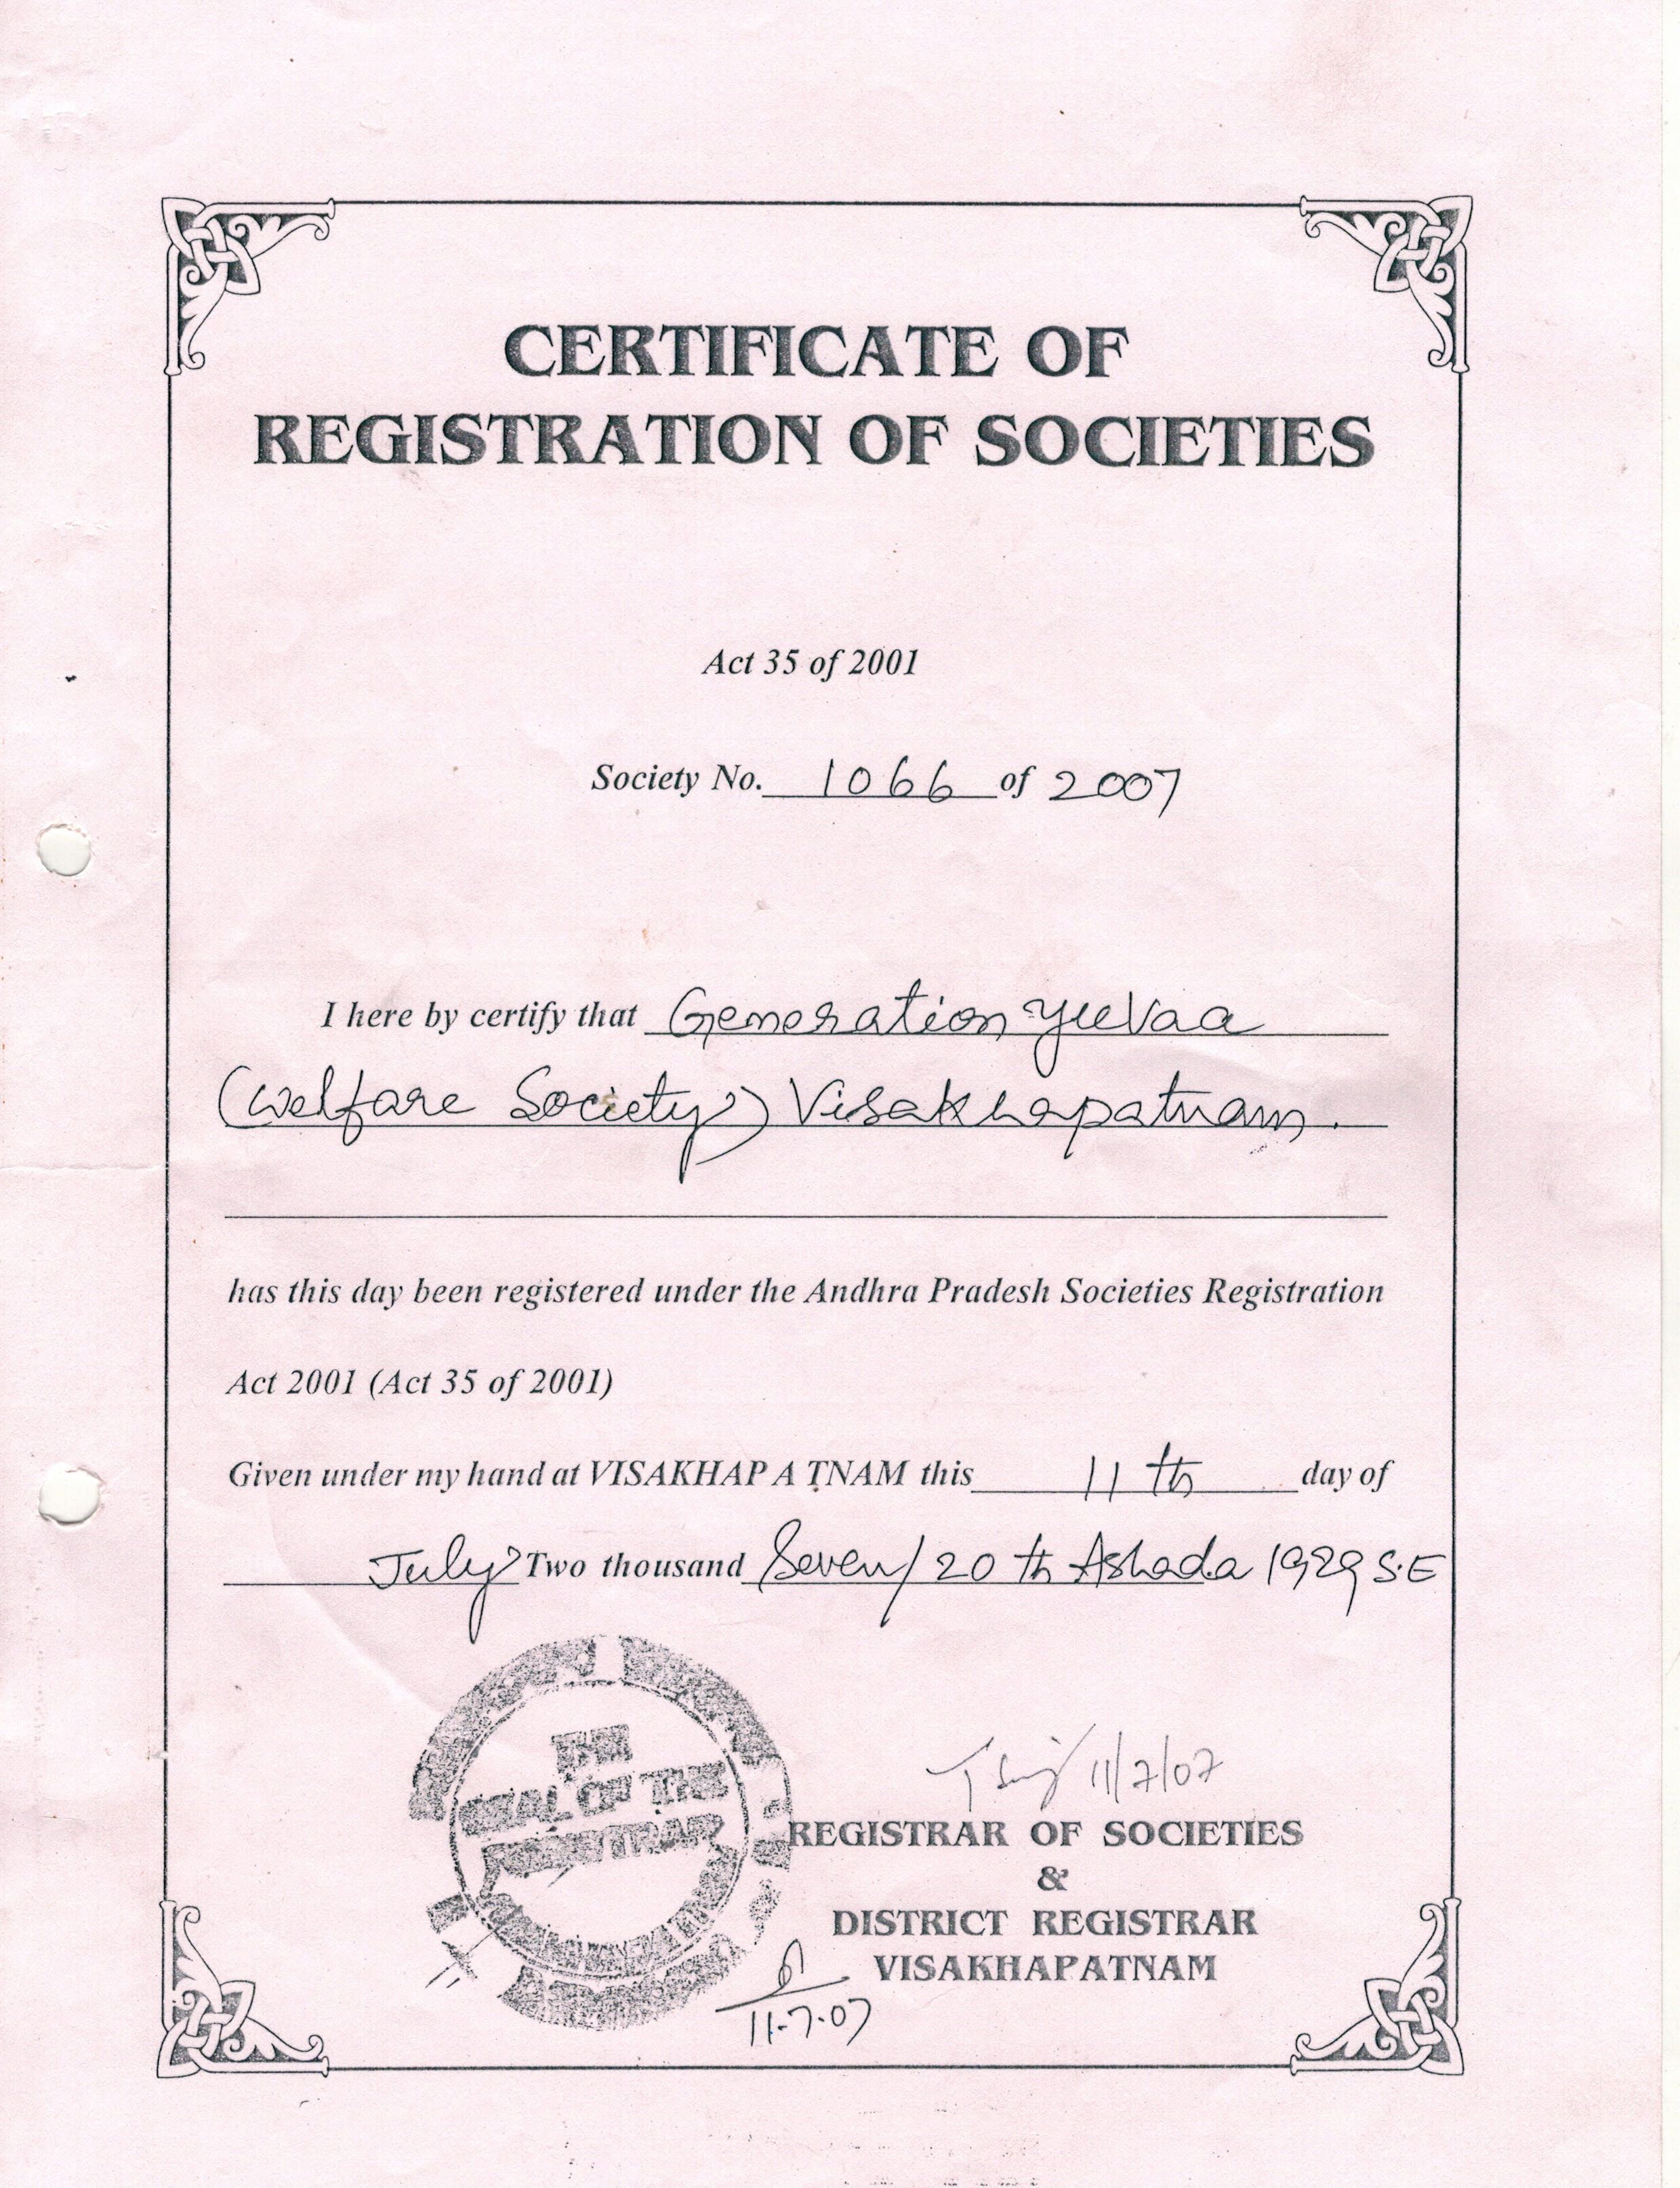 CERTIFICATE OF
REGISTRATION OF SOCIETIES
Act 35 of 2001
Society No. 1066 of 2007
I here by certify that Generation Yuvaa
(Welfare Society) Visakhapatnam.
has this day been registered under the Andhra Pradesh Societies Registration
Act 2001 (Act 35 of 2001)
Given under my hand at VISAKHAP A TNAM this 11th day of
July Two thousand Seven/20th Ashada 1929 S.E
THE
SEAL OF THE
REGISTRAR
11/7/07
REGISTRAR OF SOCIETIES
&
DISTRICT REGISTRAR
VISAKHAPATNAM
11.7.07